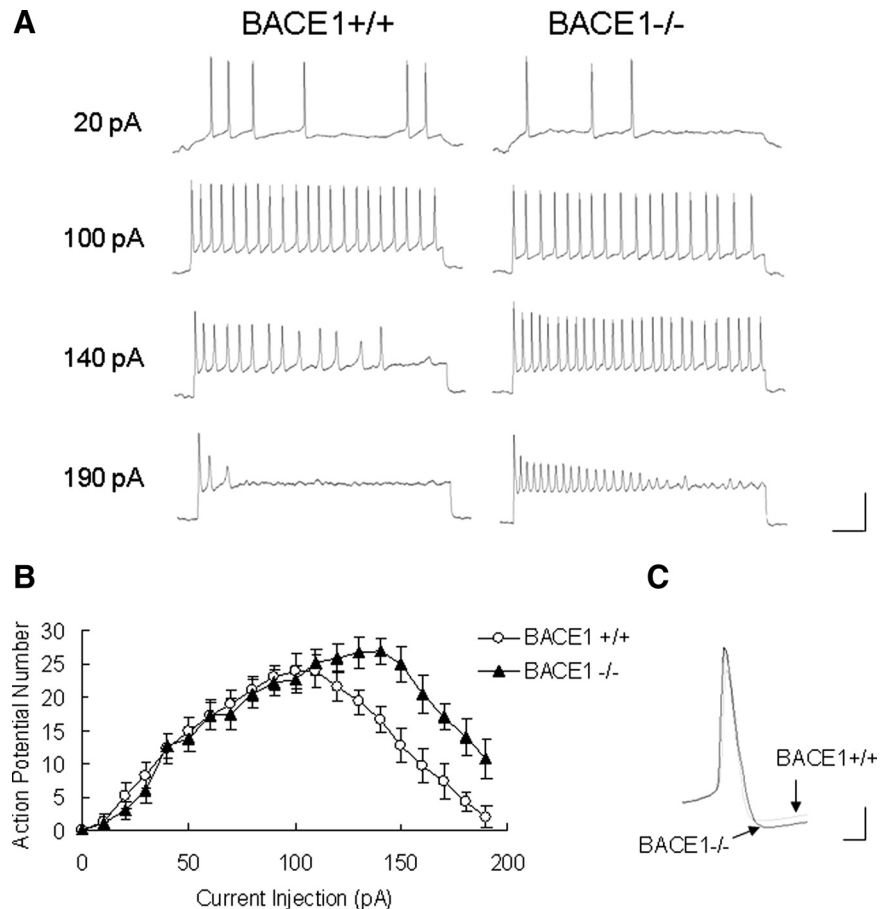 A
BACE1+/+
BACE1-/-
20 pA
100 pA
140 pA
190 pA
B
C
Action Potential Number
30
25
20
15
10
5
0
0
50
100
150
200
Current Injection (pA)
BACE1 +/+
BACE1 -/-
BACE1+/+
BACE1-/-